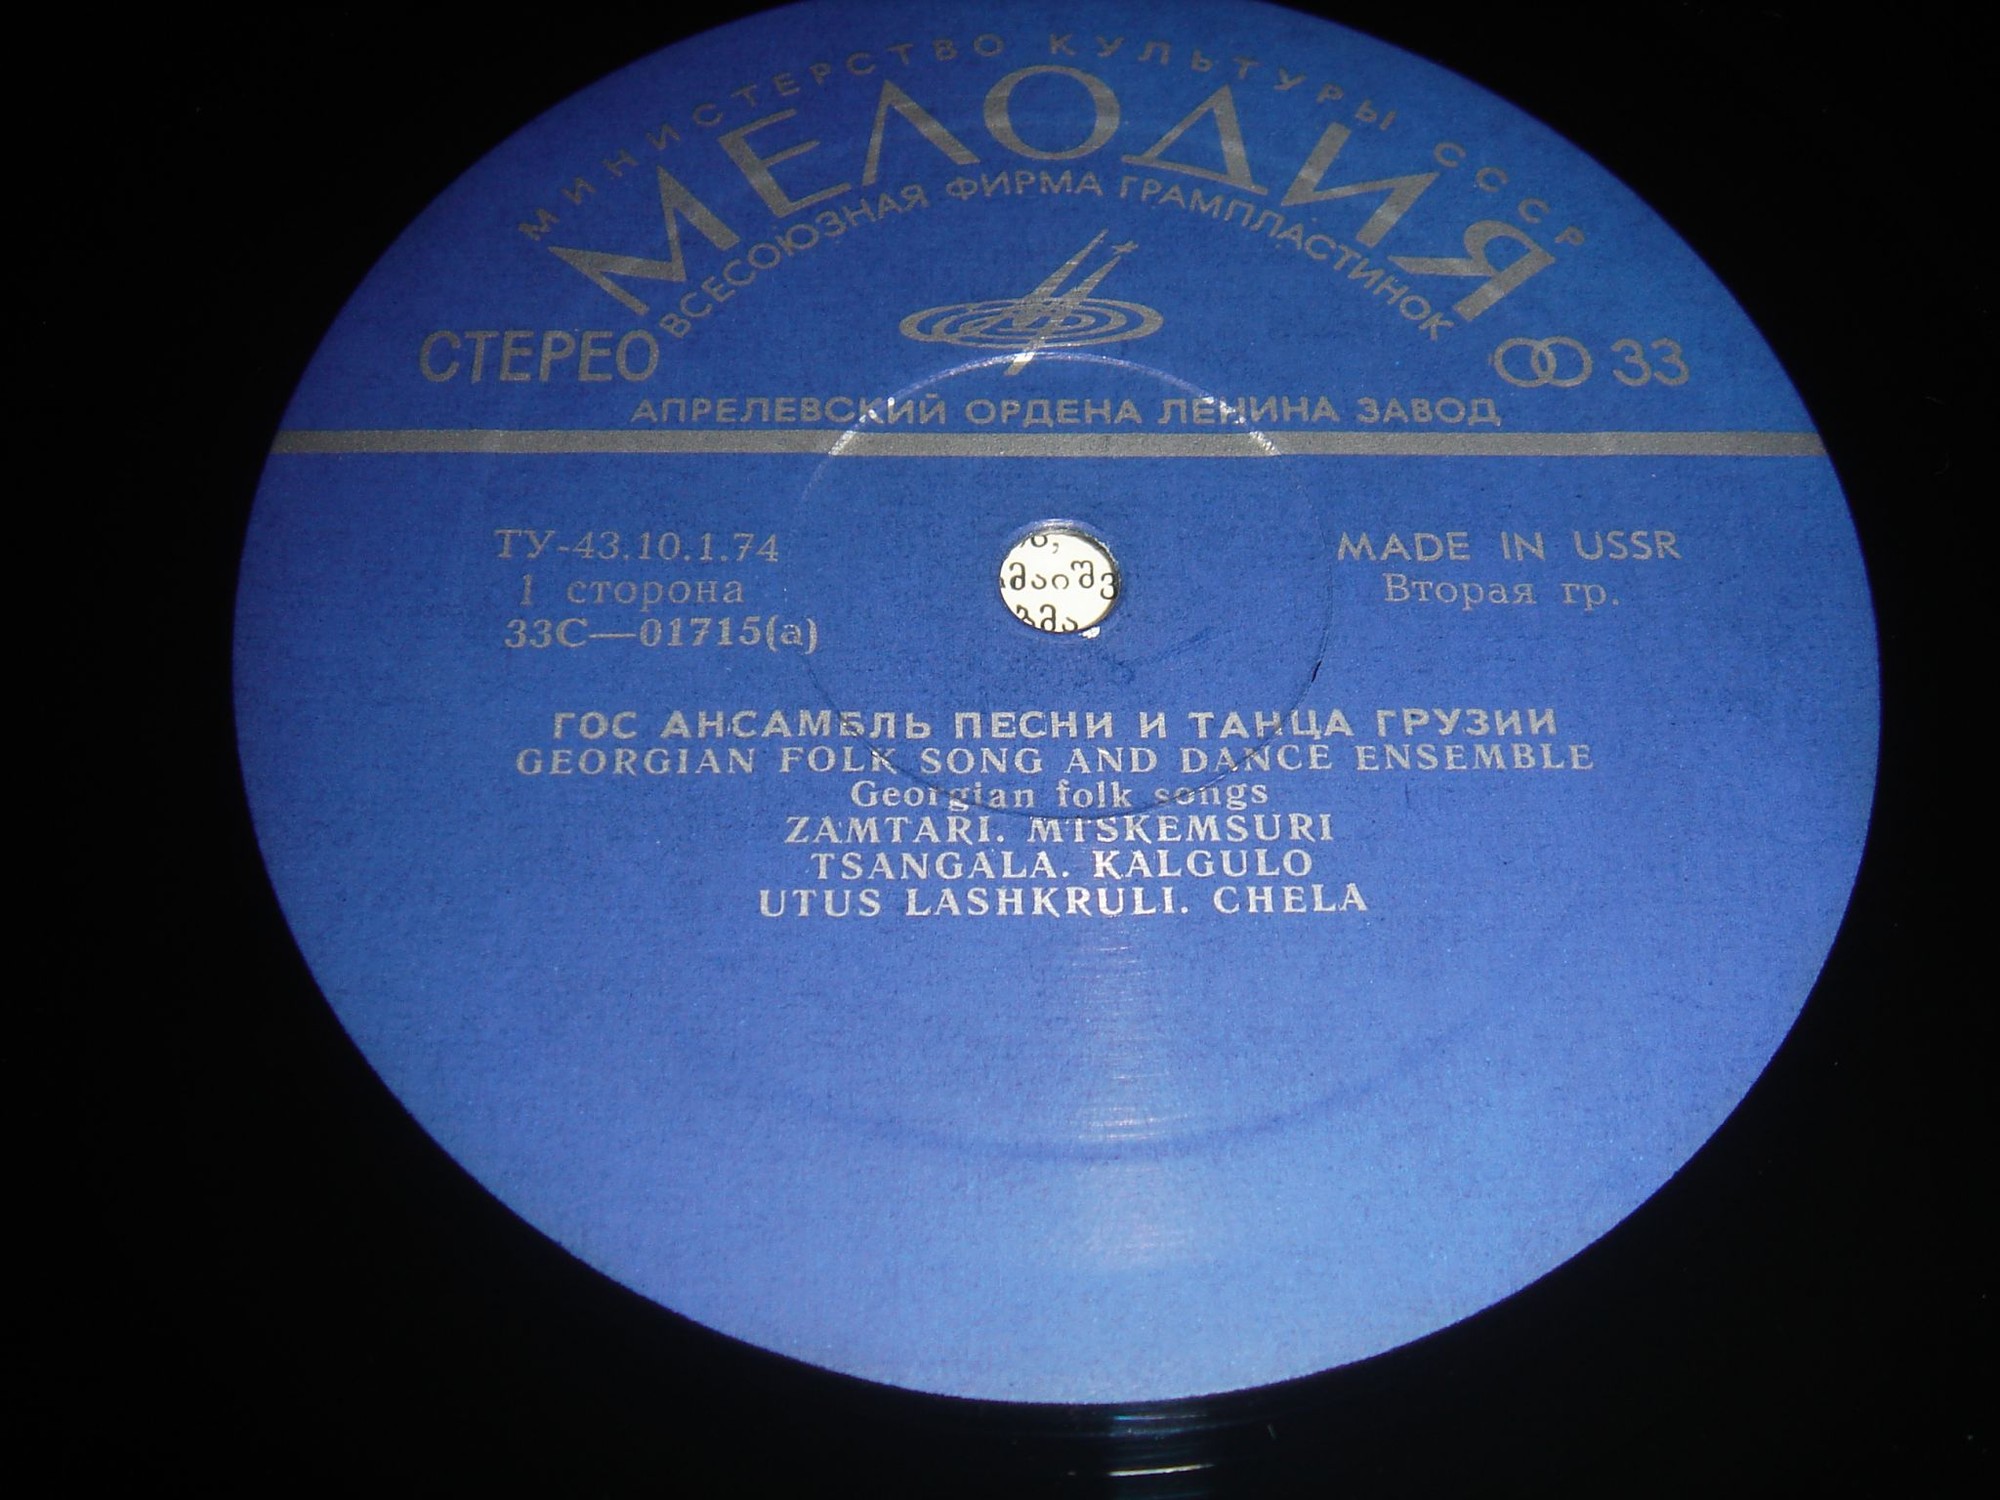 МИНИСТЕРСТВО КУЛЬТУРЫ СССР
МЕЛОДИЯ
ВСЕСОЮЗНАЯ ФИРМА ГРАМПЛАСТИНОК
СТЕРЕО
33
АПРЕЛЕВСКИЙ ОРДЕНА ЛЕНИНА ЗАВОД
ТУ-43.10.1.74
1 сторона
33С—01715(а)
MADE IN USSR
Вторая гр.
ГОС АНСАМБЛЬ ПЕСНИ И ТАНЦА ГРУЗИИ
GEORGIAN FOLK SONG AND DANCE ENSEMBLE
Georgian folk songs
ZAMTARI. MTSKEMSURI
TSANGALA. KALGULO
UTUS LASHKRULI. CHELA